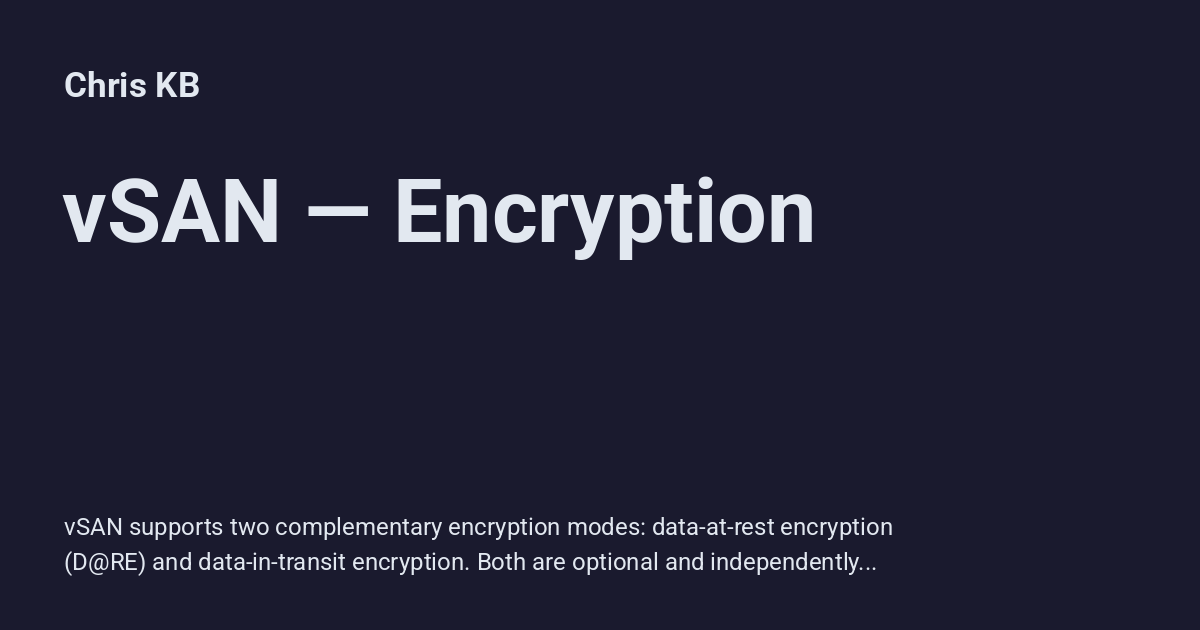 Chris KB
vSAN — Encryption
vSAN supports two complementary encryption modes: data-at-rest encryption
(D@RE) and data-in-transit encryption. Both are optional and independently...